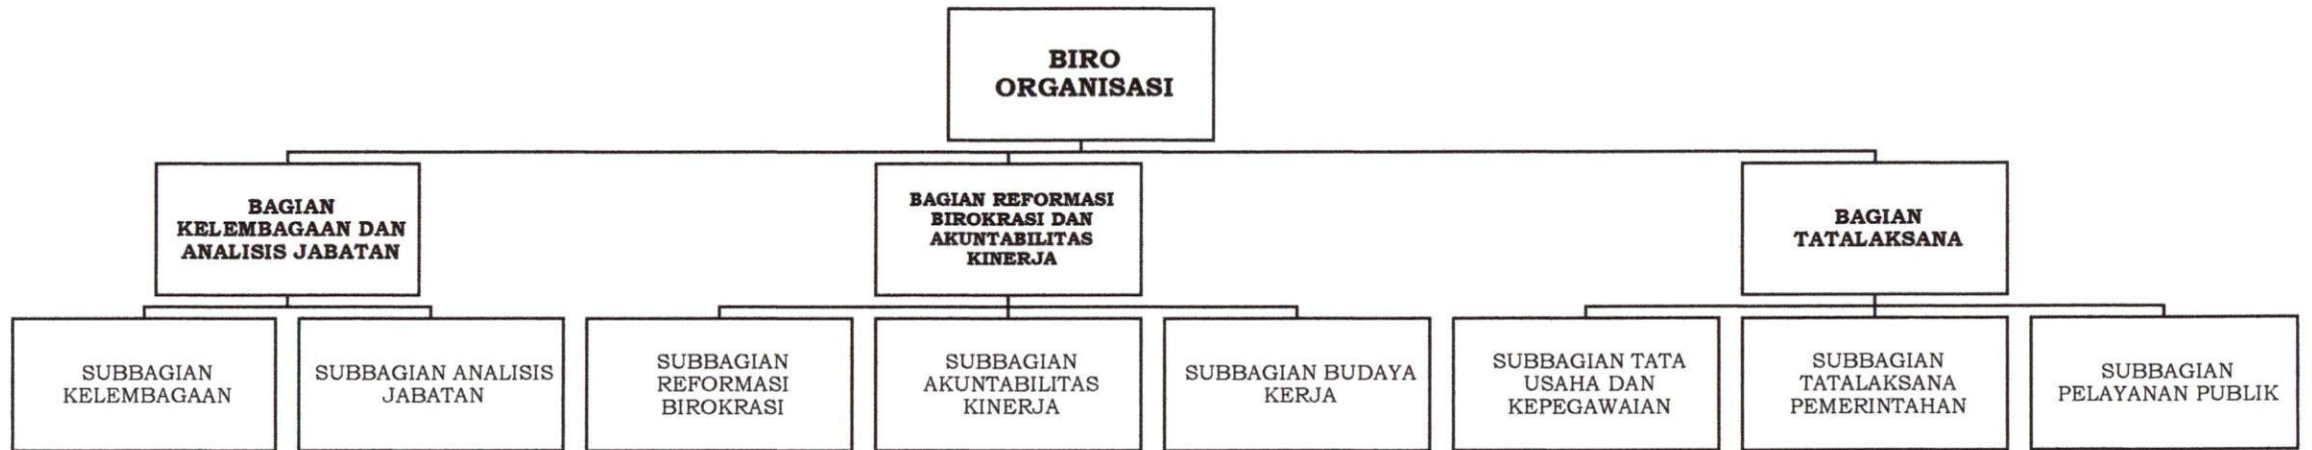 BIRO
ORGANISASI
BAGIAN
KELEMBAGAAN DAN
ANALISIS JABATAN
BAGIAN REFORMASI
BIROKRASI DAN
AKUNTABILITAS
KINERJA
BAGIAN
TATALAKSANA
SUBBAGIAN
KELEMBAGAAN
SUBBAGIAN ANALISIS
JABATAN
SUBBAGIAN
REFORMASI
BIROKRASI
SUBBAGIAN
AKUNTABILITAS
KINERJA
SUBBAGIAN BUDAYA
KERJA
SUBBAGIAN TATA
USAHA DAN
KEPEGAWAIAN
SUBBAGIAN
TATALAKSANA
PEMERINTAHAN
SUBBAGIAN
PELAYANAN PUBLIK